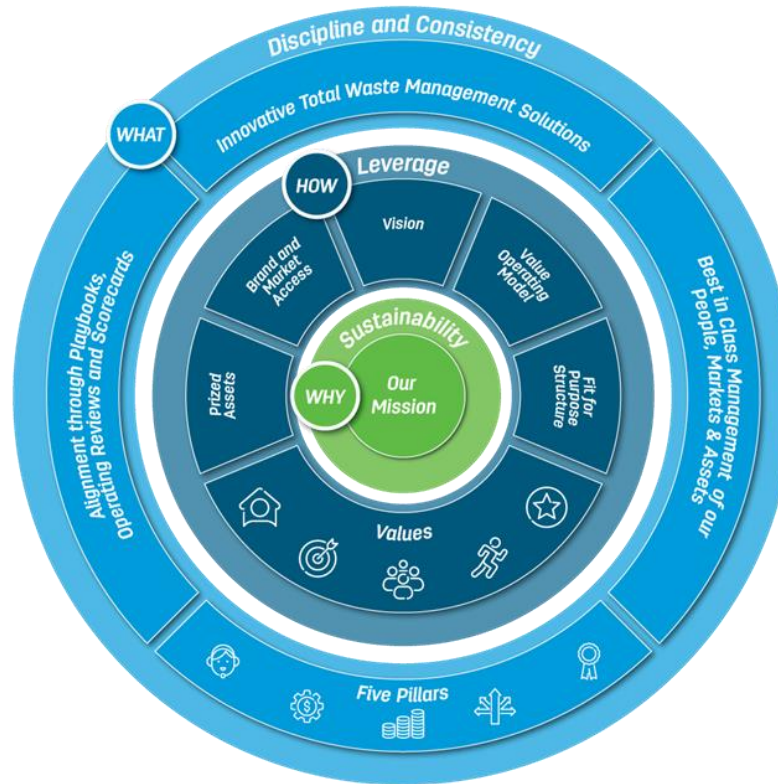 Discipline and Consistency
Innovative Total Waste Management Solutions
WHAT
Leverage
HOW
Vision
Brand and
Market
Access
Value
Operating
Model
Prized
Assets
Fit for
Purpose
Structure
Sustainability
WHY
Our
Mission
Alignment through Playbooks,
Operating Reviews and Scorecards
Best in Class Management of our
People, Markets & Assets
Values
Five Pillars
$